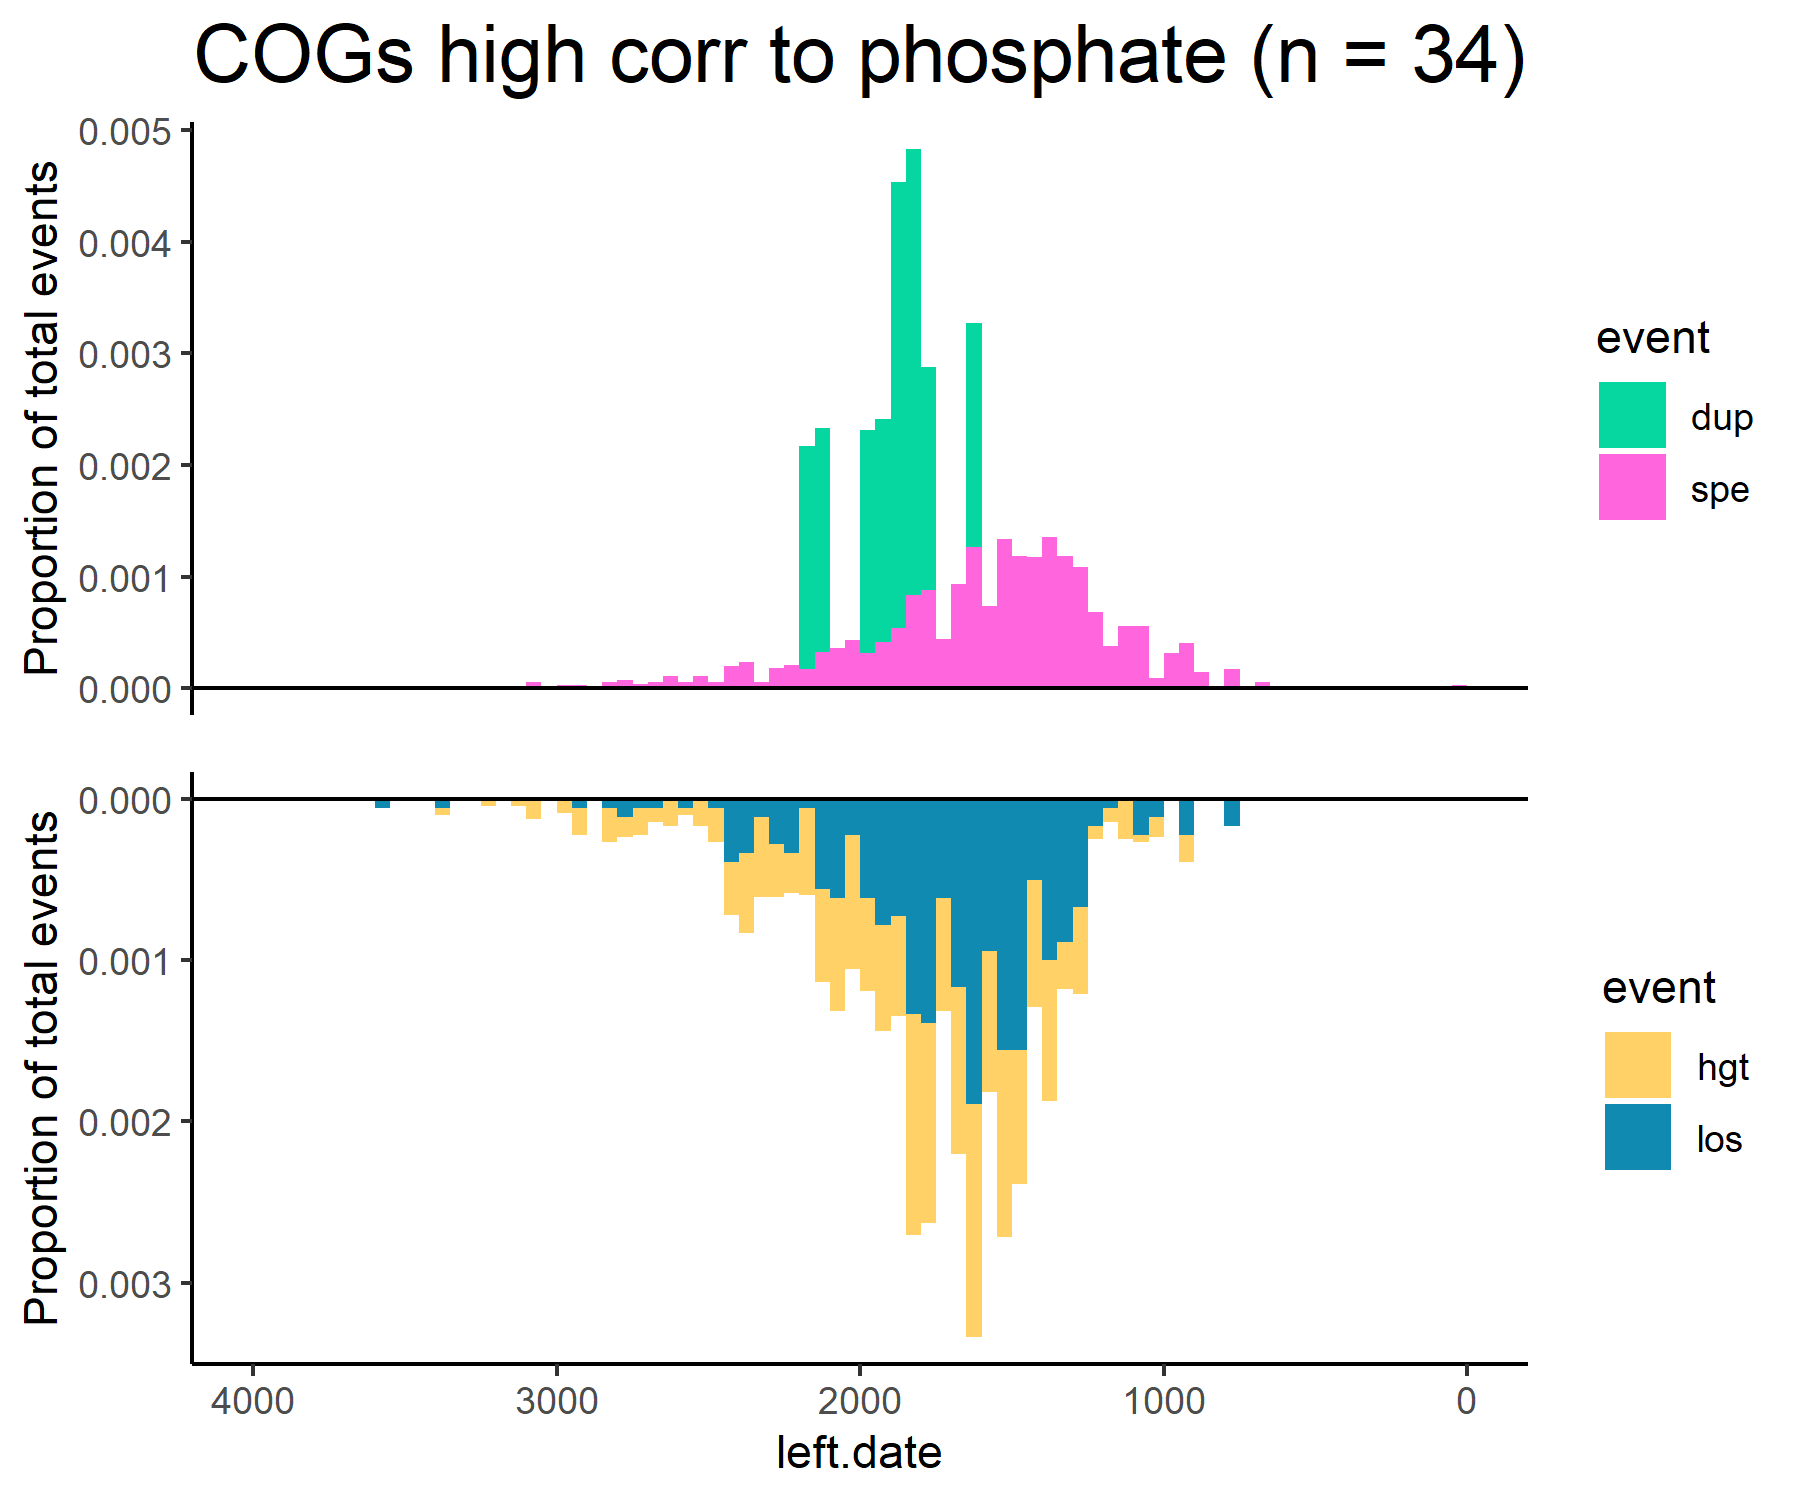 COGs high corr to phosphate (n = 34)
Proportion of total events
0.005
0.004
0.003
0.002
0.001
0.000
event
dup
spe
Proportion of total events
0.000
0.001
0.002
0.003
event
hgt
los
4000 3000 2000 1000 0
left.date